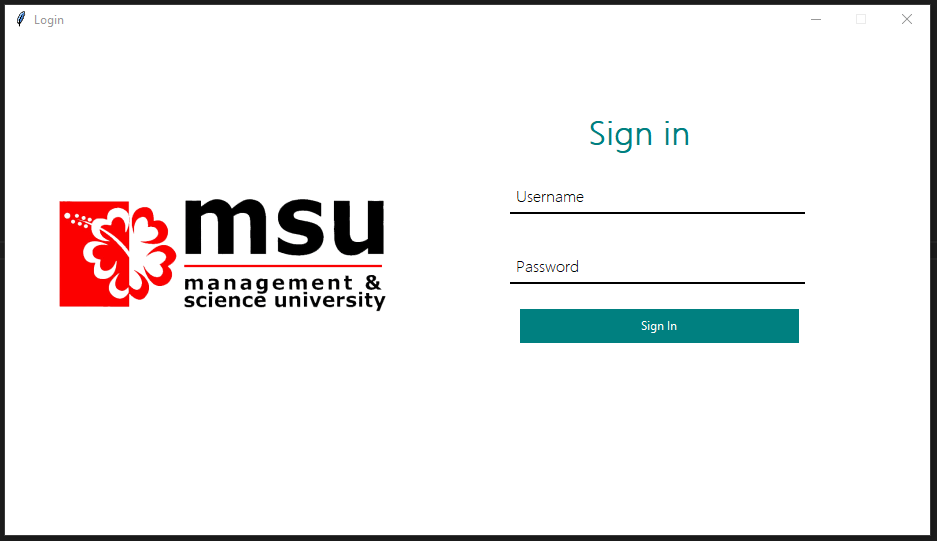 Login
msu
management &
science university
Sign in
Username
Password
Sign In